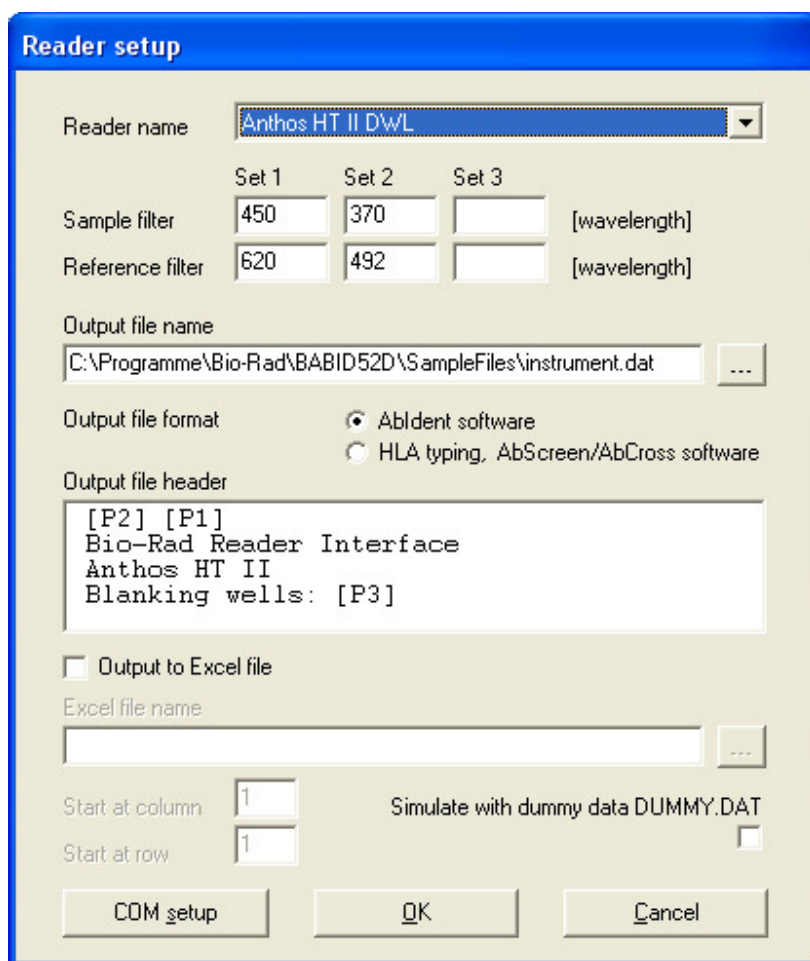 Reader setup
Reader name Anthos HT II DWL
Set 1 Set 2 Set 3
Sample filter 450 370 [wavelength]
Reference filter 620 492 [wavelength]
Output file name
C:\Programme\Bio-Rad\BABID52D\SampleFiles\instrument.dat ...
Output file format AbIdent software
HLA typing, AbScreen/AbCross software
Output file header
[P2] [P1]
Bio-Rad Reader Interface
Anthos HT II
Blanking wells: [P3]
Output to Excel file
Excel file name
...
Start at column 1 Simulate with dummy data DUMMY.DAT
Start at row 1
COM setup OK Cancel